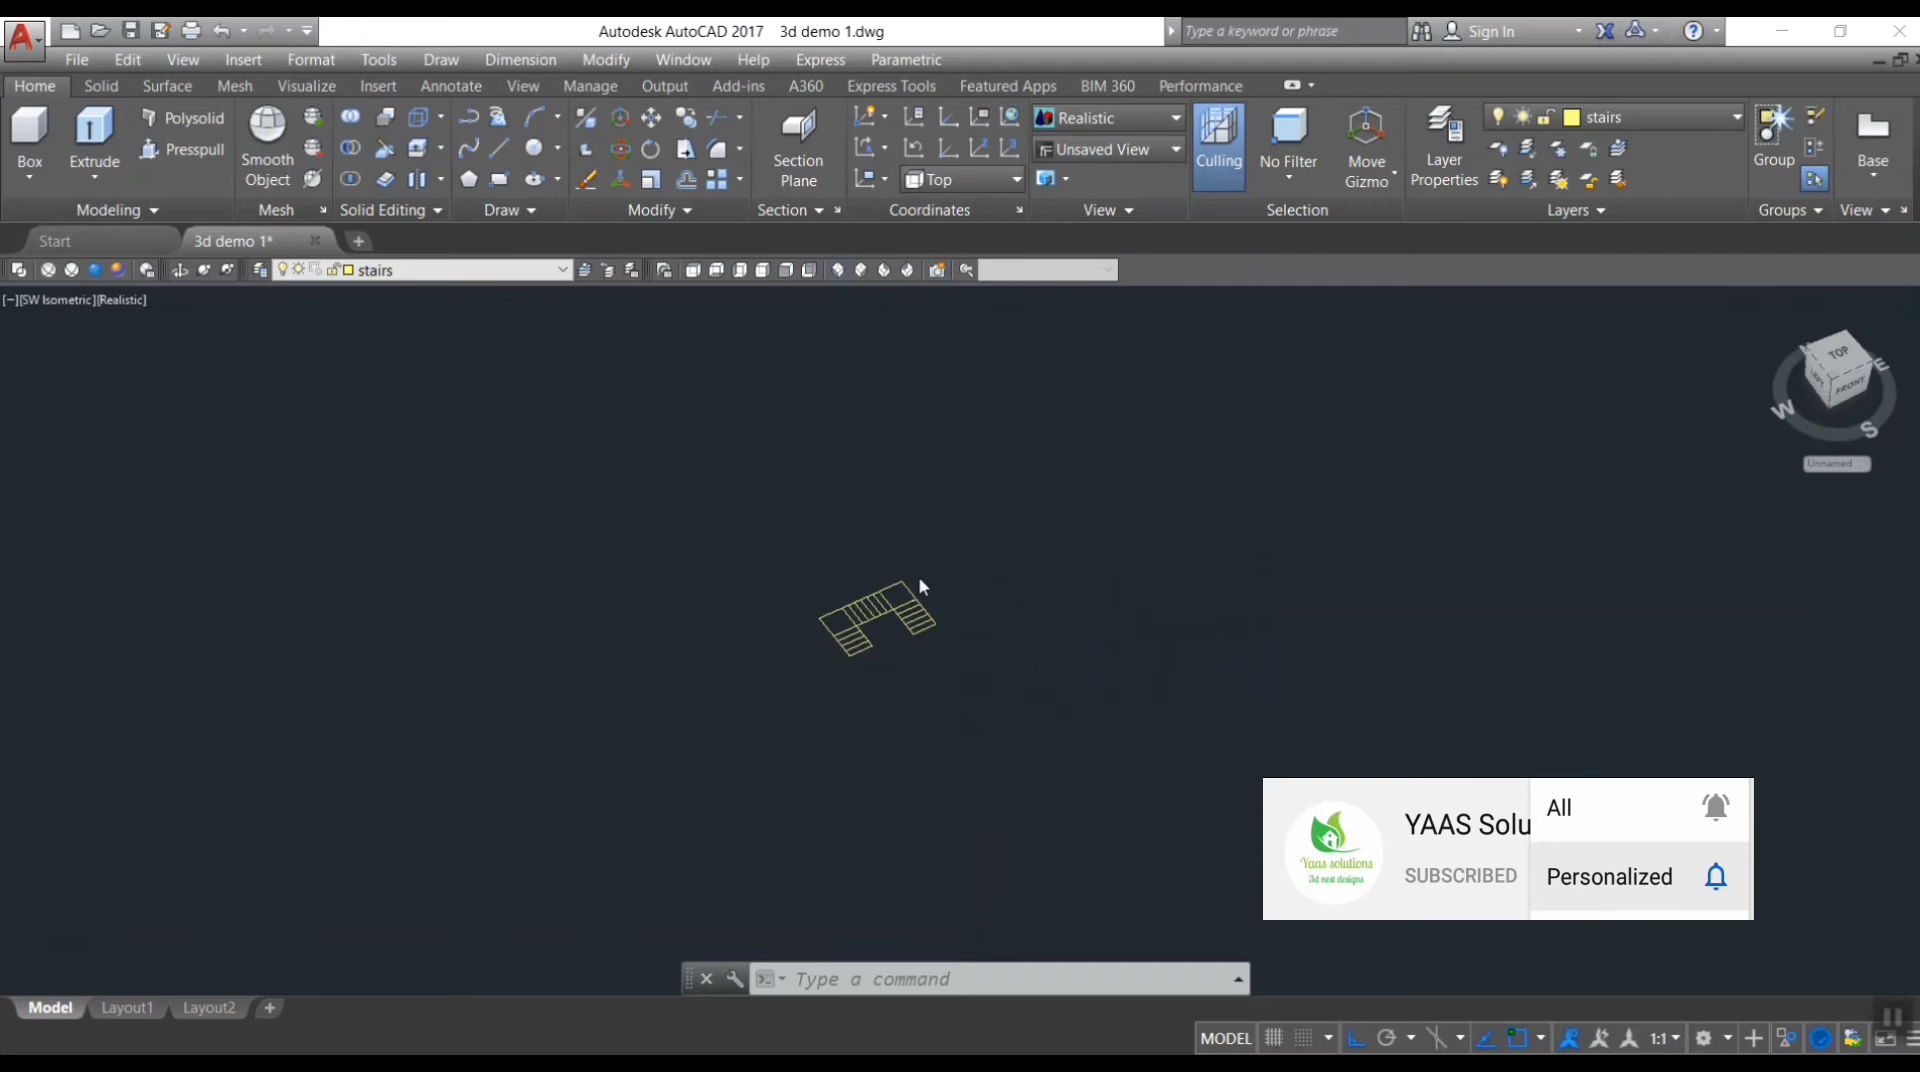 Autodesk AutoCAD 2017 3d demo 1.dwg
Type a keyword or phrase
Sign In
File Edit View Insert Format Tools Draw Dimension Modify Window Help Express Parametric
Home Solid Surface Mesh Visualize Insert Annotate View Manage Output Add-ins A360 Express Tools Featured Apps BIM 360 Performance
Box
Extrude
Polysolid
Presspull
Smooth
Object
Section
Plane
Realistic
Unsaved View
Top
Culling
No Filter
Move
Gizmo
Layer
Properties
stairs
Group
Base
Modeling
Mesh
Solid Editing
Draw
Modify
Section
Coordinates
View
Selection
Layers
Groups
View
Start
3d demo 1*
stairs
[−][SW Isometric][Realistic]
TOP
LEFT
FRONT
E
W
S
Unnamed
YAAS Solu
SUBSCRIBED
Yaas solutions
3d nest designs
All
Personalized
Type a command
Model Layout1 Layout2
MODEL
1:1